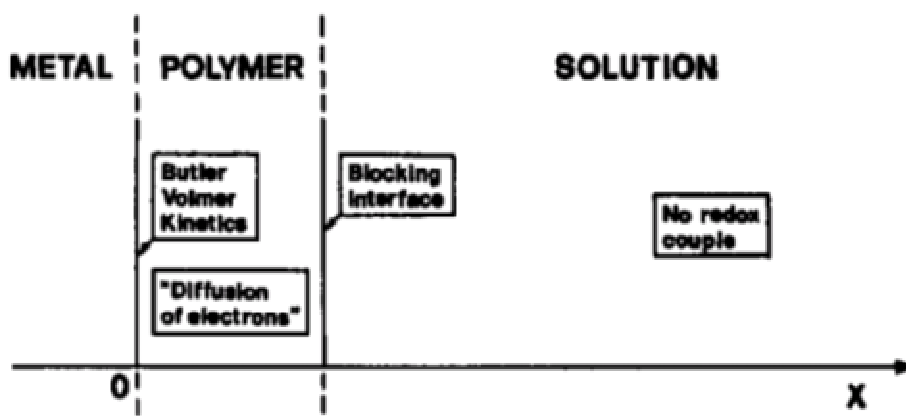 METAL POLYMER SOLUTION
Butler
Volmer
Kinetics
Blocking
Interface
No redox
couple
"Diffusion
of electrons"
0
X